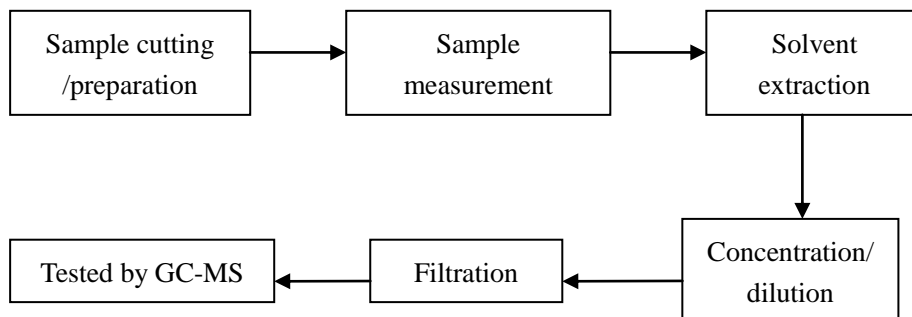 Sample cutting
/preparation
Sample
measurement
Solvent
extraction
Concentration/
dilution
Filtration
Tested by GC-MS